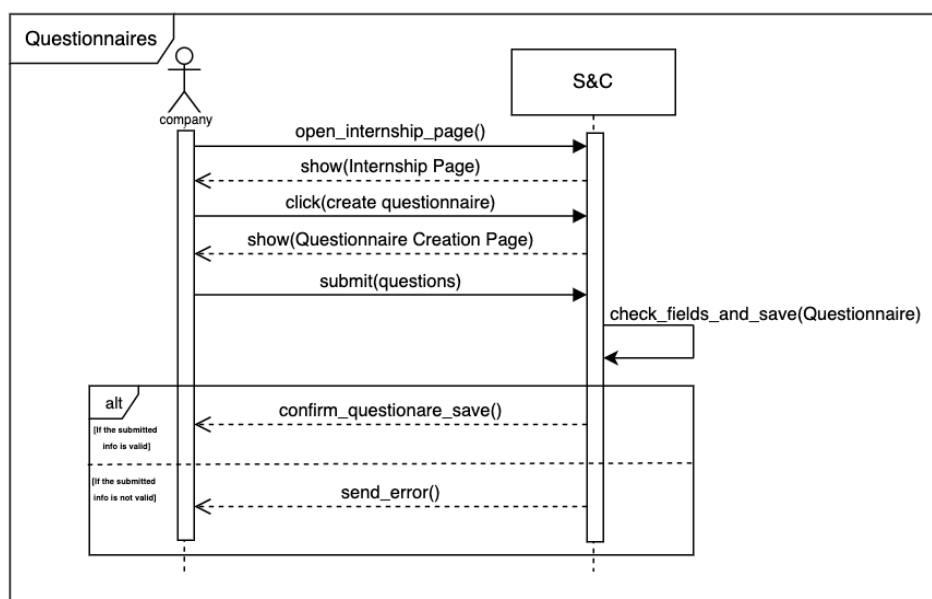 Questionnaires
company
S&C
open_internship_page()
show(Internship Page)
click(create questionnaire)
show(Questionnaire Creation Page)
submit(questions)
check_fields_and_save(Questionnaire)
alt
[If the submitted
info is valid]
confirm_questionare_save()
[If the submitted
info is not valid]
send_error()